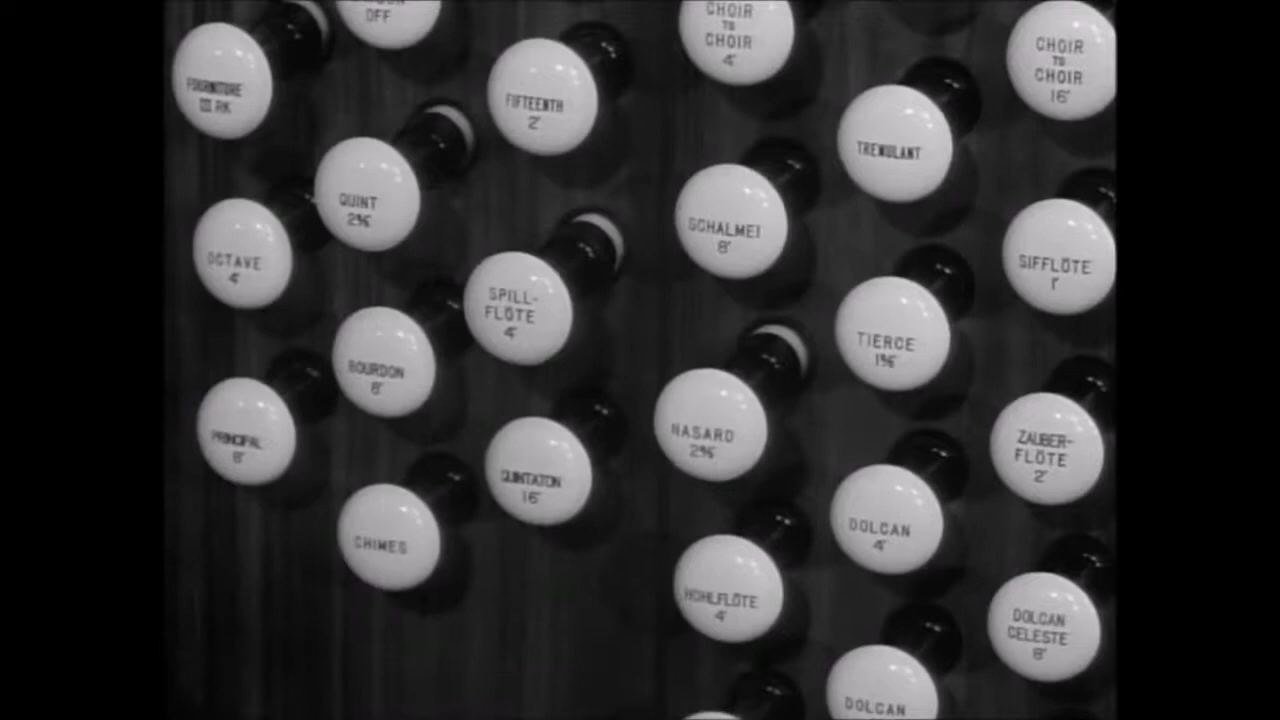 OFF
CHOIR
TO
CHOIR
4'
CHOIR
TO
CHOIR
16'
FOURNITURE
III RK
FIFTEENTH
2'
TREMULANT
QUINT
2⅔'
SCHALMEI
8'
OCTAVE
4'
SIFFLÖTE
1'
SPILL-
FLÖTE
4'
TIERCE
1⅗'
BOURDON
8'
NASARD
2⅔'
PRINCIPAL
8'
ZAUBER-
FLÖTE
2'
QUINTATON
16'
DOLCAN
4'
CHIMES
HOHLFLÖTE
4'
DOLCAN
CELESTE
8'
DOLCAN